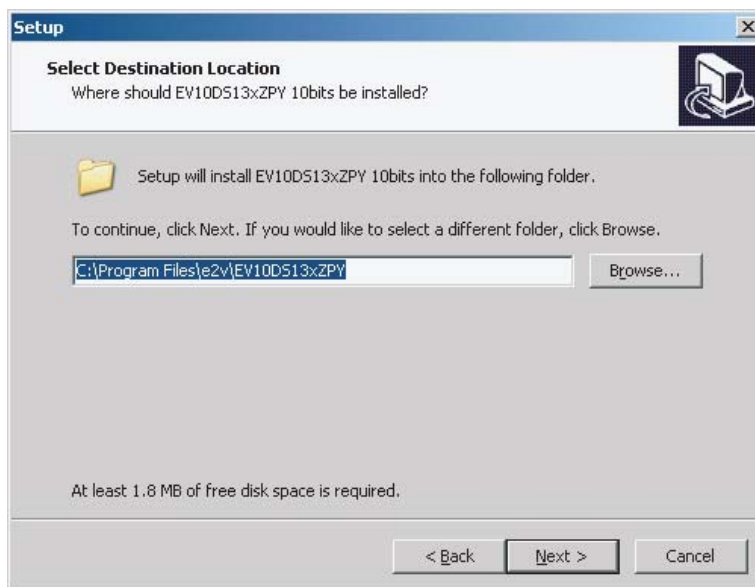 Setup
Select Destination Location
Where should EV10DS13xZPY 10bits be installed?
Setup will install EV10DS13xZPY 10bits into the following folder.
To continue, click Next. If you would like to select a different folder, click Browse.
C:\Program Files\e2v\EV10DS13xZPY
Browse...
At least 1.8 MB of free disk space is required.
< Back
Next >
Cancel